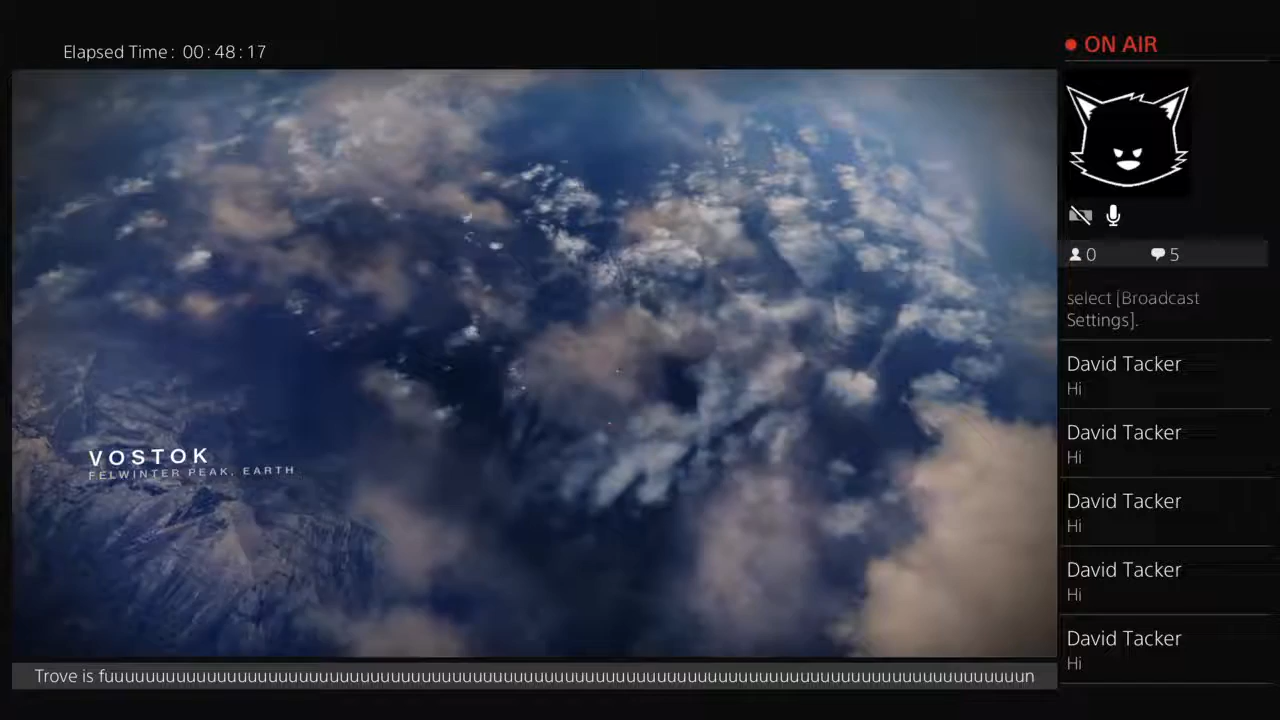 Elapsed Time: 00:48:17
ON AIR
0 5
select [Broadcast
Settings].
David Tacker
Hi
David Tacker
Hi
David Tacker
Hi
David Tacker
Hi
David Tacker
Hi
VOSTOK
FELWINTER PEAK, EARTH
Trove is fuuuuuuuuuuuuuuuuuuuuuuuuuuuuuuuuuuuuuuuuuuuuuuuuuuuuuuuuuuuuuuuuuuuuuuuuuuuuuuuuuuuuuuuuuuun